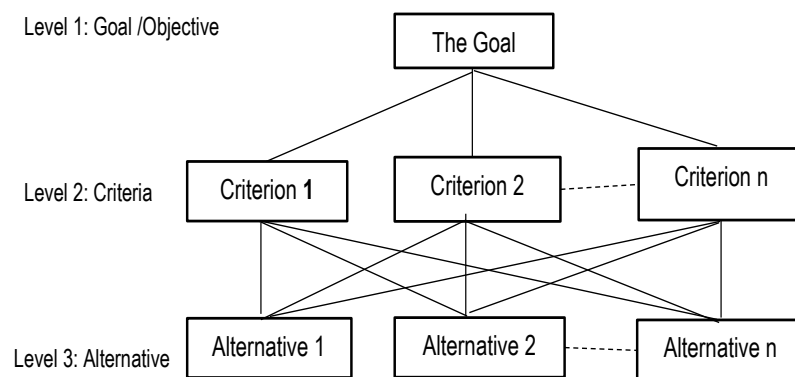 Level 1: Goal /Objective
The Goal
Level 2: Criteria
Criterion 1
Criterion 2
Criterion n
Level 3: Alternative
Alternative 1
Alternative 2
Alternative n